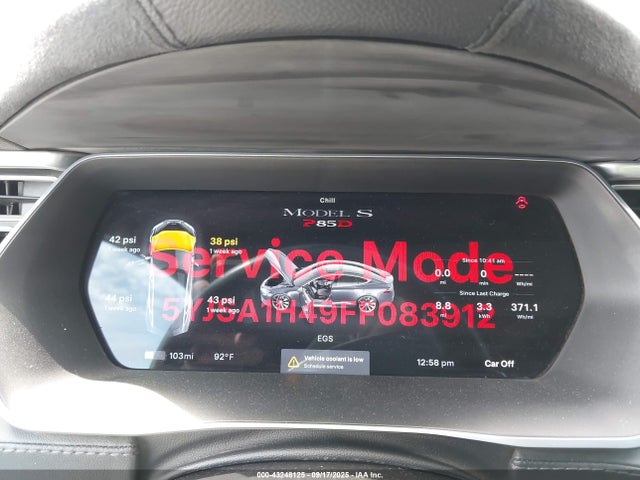 Chill
MODEL S
P85D
42 psi
1 week ago
38 psi
1 week ago
Service Mode
Since 10:41 am
0.0 0 ----
mi min Wh/mi
Since Last Charge
8.8 3.3 371.1
mi kWh Wh/mi
44 psi
1 week ago
43 psi
1 week ago
5YJSA1H49FF083912
EGS
103 mi 92°F
Vehicle coolant is low
Schedule service
12:58 pm
Car Off
000-43248125 - 09/17/2025 - IAA Inc.